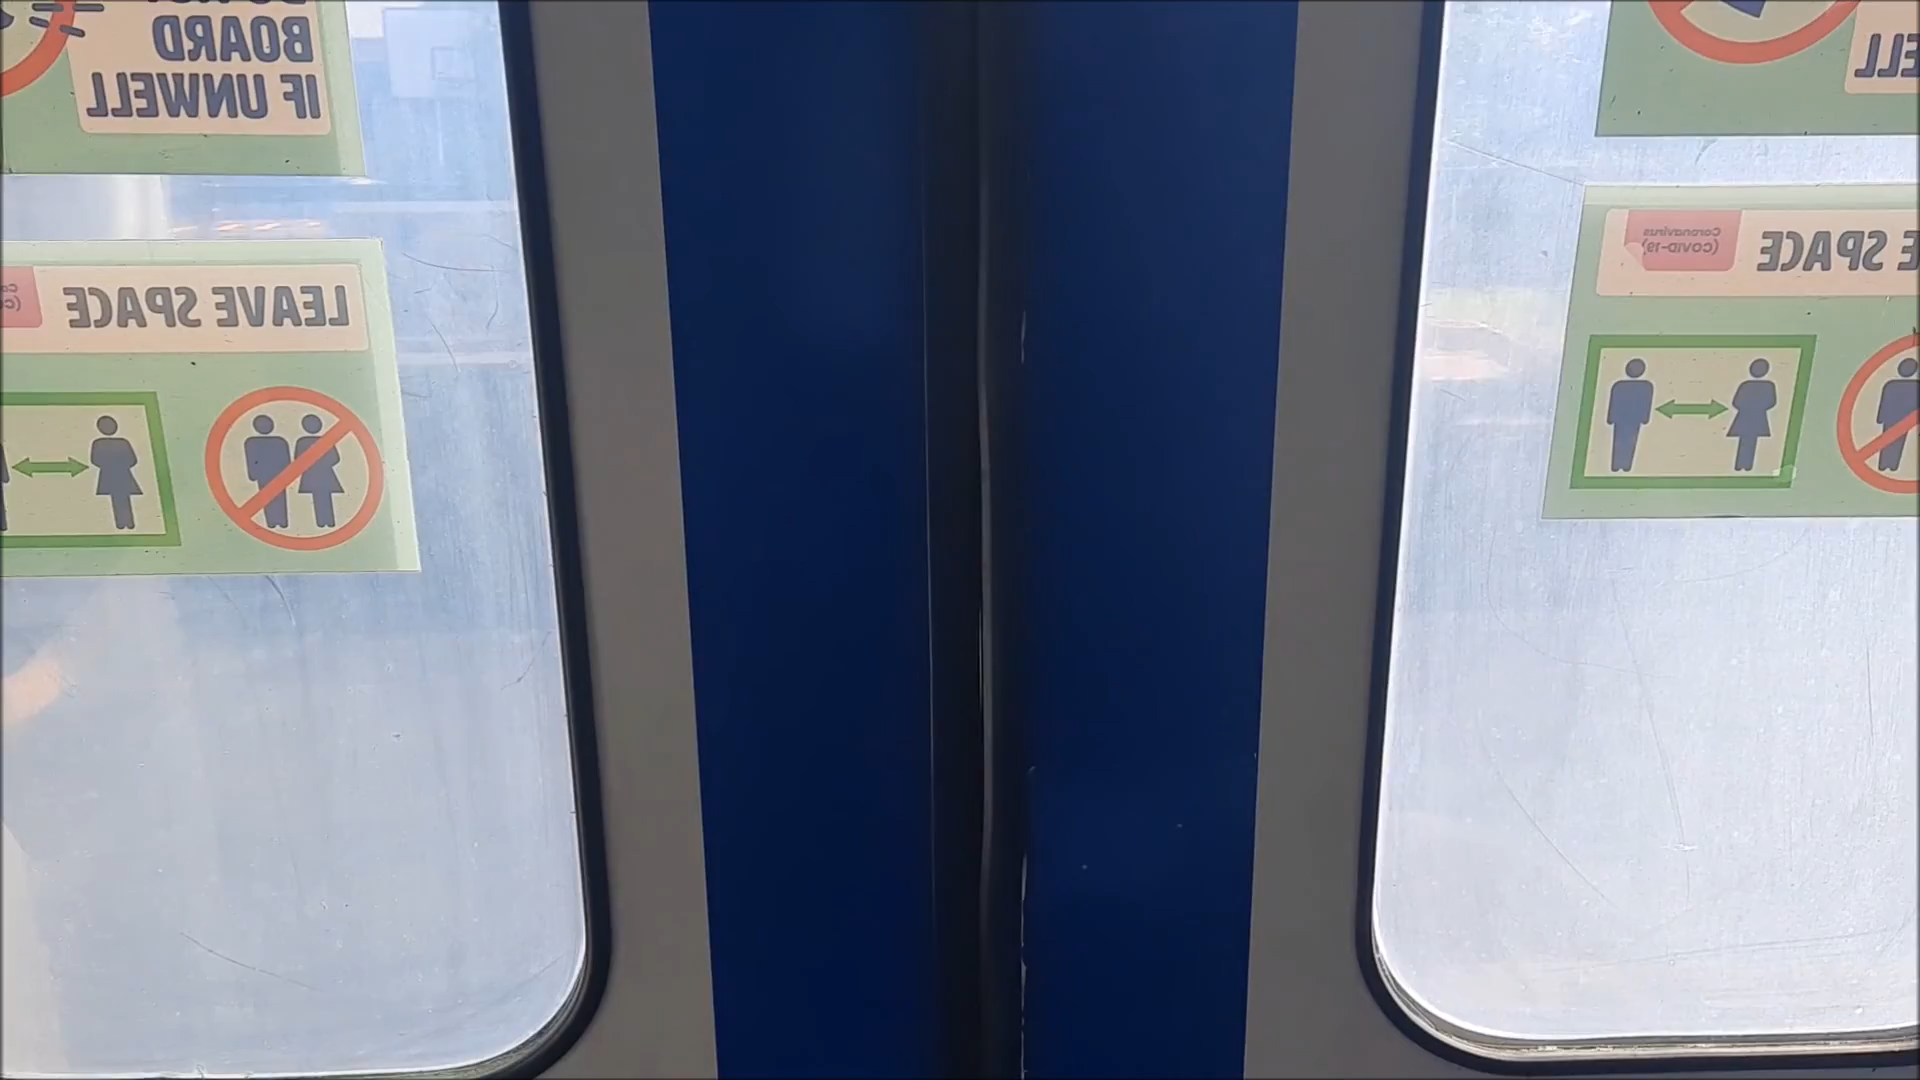 BOARD
IF UNWELL
LEAVE SPACE
ELL
E SPACE
Coronavirus
(COVID-19)